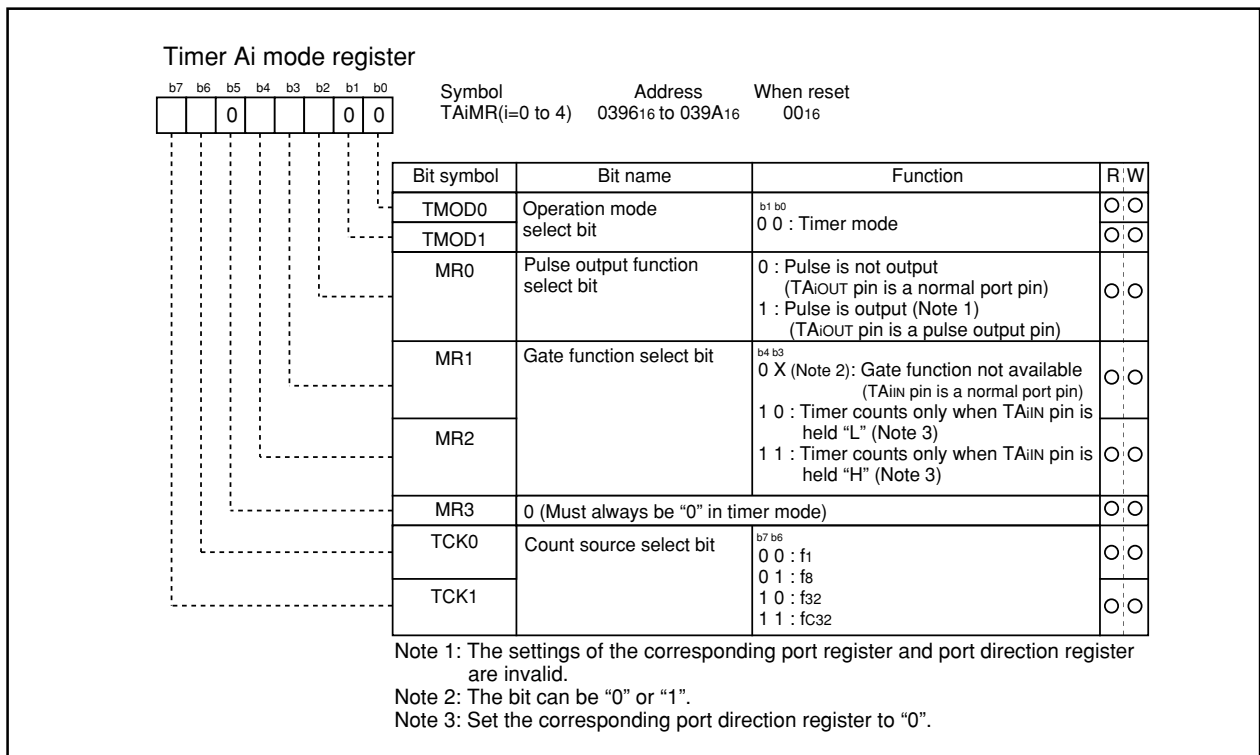 Timer Ai mode register
b7 b6 b5 b4 b3 b2 b1 b0
0 0 0
Symbol Address When reset
TAiMR(i=0 to 4) 039616 to 039A16 0016
Bit symbol Bit name Function R W
TMOD0 Operation mode
select bit
TMOD1
b1 b0
0 0 : Timer mode
MR0 Pulse output function
select bit
0 : Pulse is not output
(TAiOUT pin is a normal port pin)
1 : Pulse is output (Note 1)
(TAiOUT pin is a pulse output pin)
MR1 Gate function select bit
MR2
b4 b3
0 X (Note 2): Gate function not available
(TAiIN pin is a normal port pin)
1 0 : Timer counts only when TAiIN pin is
held “L” (Note 3)
1 1 : Timer counts only when TAiIN pin is
held “H” (Note 3)
MR3 0 (Must always be “0” in timer mode)
TCK0 Count source select bit
TCK1
b7 b6
0 0 : f1
0 1 : f8
1 0 : f32
1 1 : fC32
Note 1: The settings of the corresponding port register and port direction register
are invalid.
Note 2: The bit can be “0” or “1”.
Note 3: Set the corresponding port direction register to “0”.